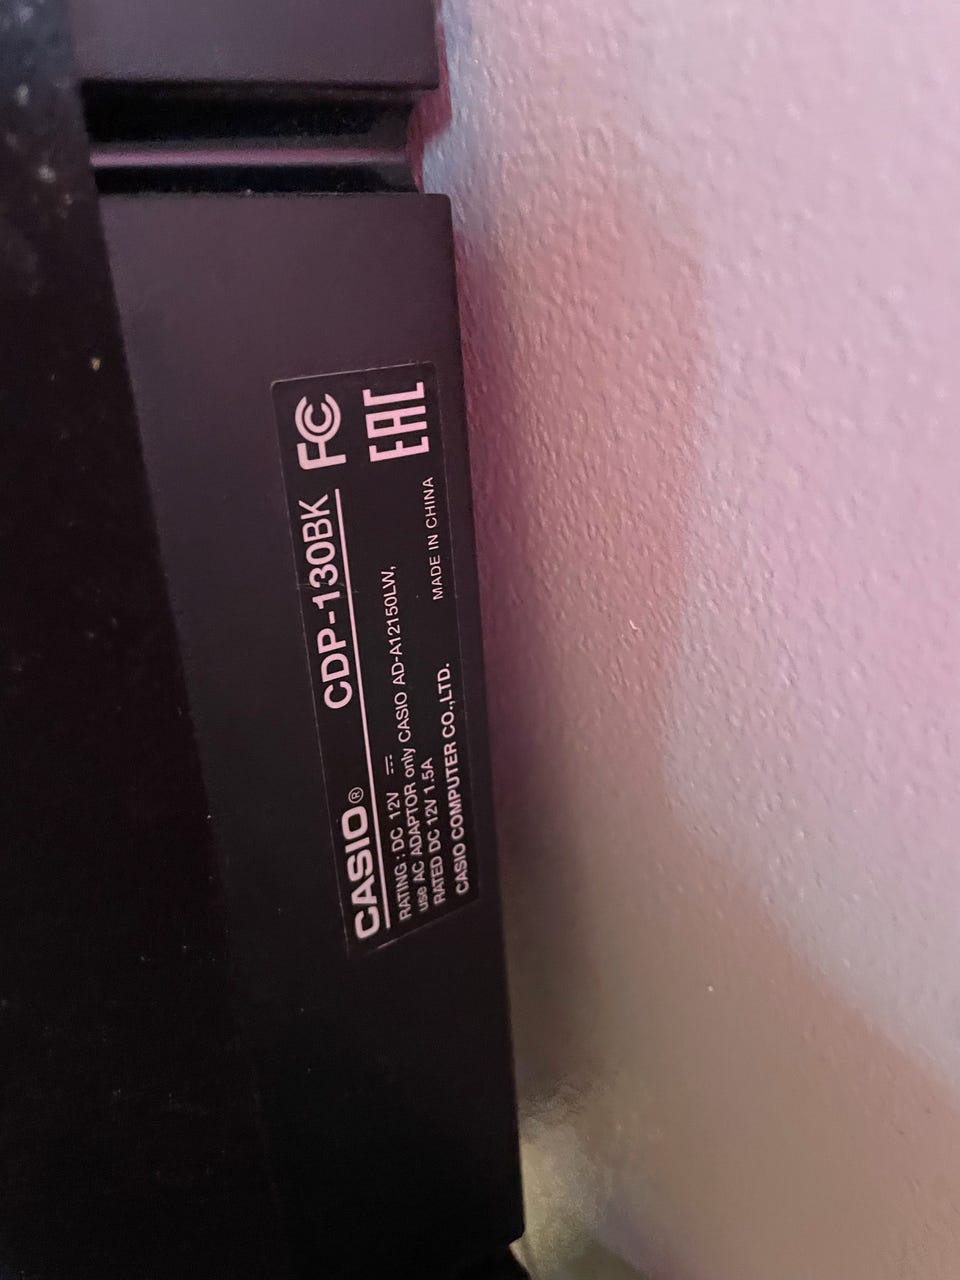 CASIO® CDP-130BK FC
RATING : DC 12V ⎓
use AC ADAPTOR only CASIO AD-A12150LW,
RATED DC 12V 1.5A
MADE IN CHINA
CASIO COMPUTER CO.,LTD.
EAC